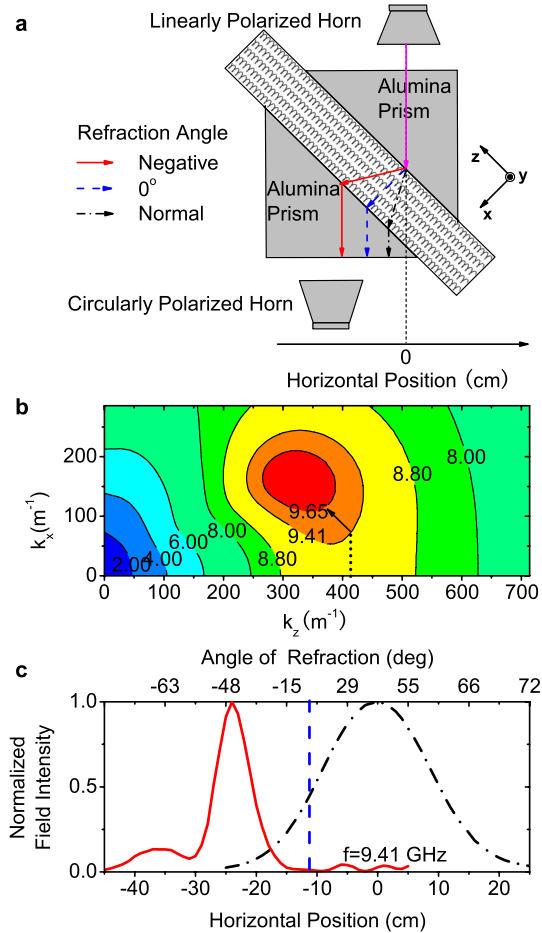 a
Linearly Polarized Horn
Alumina
Prism
Refraction Angle
Negative
0°
Normal
Alumina
Prism
z
y
x
Circularly Polarized Horn
0
Horizontal Position (cm)
b
200
100
0
kx(m-1)
2.00
4.00
6.00
8.00
8.80
9.41
9.65
8.80
8.00
0 100 200 300 400 500 600 700
kz(m-1)
c
Angle of Refraction (deg)
-63 -48 -15 29 55 66 72
1.0
0.5
0.0
Normalized
Field Intensity
f=9.41 GHz
-40 -30 -20 -10 0 10 20
Horizontal Position (cm)